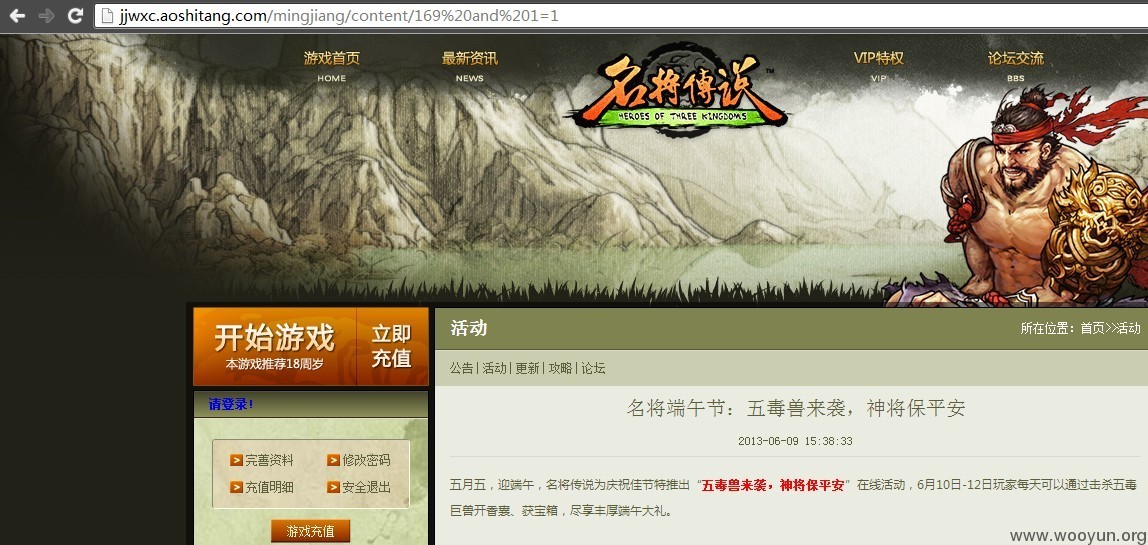 jjwxc.aoshitang.com/mingjiang/content/169%20and%201=1
游戏首页 最新资讯 名将傳说™ VIP特权 论坛交流
HOME NEWS HEROES OF THREE KINGDOMS VIP BBS
开始游戏
本游戏推荐18周岁
立即
充值
活动
所在位置：首页>>活动
公告| 活动| 更新| 攻略| 论坛
请登录!
完善资料 修改密码
充值明细 安全退出
游戏充值
名将端午节：五毒兽来袭，神将保平安
2013-06-09 15:38:33
五月五，迎端午，名将传说为庆祝佳节特推出“五毒兽来袭，神将保平安”在线活动，6月10日-12日玩家每天可以通过击杀五毒
巨兽开香囊、获宝箱，尽享丰厚端午大礼。
www.wooyun.org